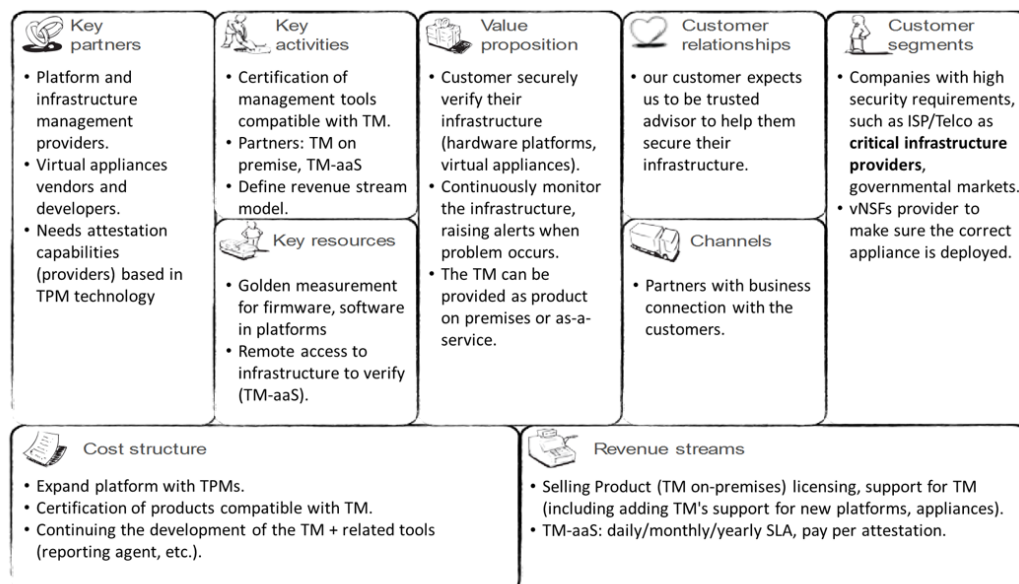 Key
partners
• Platform and
infrastructure
management
providers.
• Virtual appliances
vendors and
developers.
• Needs attestation
capabilities
(providers) based in
TPM technology
Key
activities
• Certification of
management tools
compatible with TM.
• Partners: TM on
premise, TM-aaS
• Define revenue stream
model.
Key resources
• Golden measurement
for firmware, software
in platforms
• Remote access to
infrastructure to verify
(TM-aaS).
Value
proposition
• Customer securely
verify their
infrastructure
(hardware platforms,
virtual appliances).
• Continuously monitor
the infrastructure,
raising alerts when
problem occurs.
• The TM can be
provided as product
on premises or as-a-
service.
Customer
relationships
• our customer expects
us to be trusted
advisor to help them
secure their
infrastructure.
Channels
• Partners with business
connection with the
customers.
Customer
segments
• Companies with high
security requirements,
such as ISP/Telco as
critical infrastructure
providers,
governmental markets.
• vNSFs provider to
make sure the correct
appliance is deployed.
Cost structure
• Expand platform with TPMs.
• Certification of products compatible with TM.
• Continuing the development of the TM + related tools
(reporting agent, etc.).
Revenue streams
• Selling Product (TM on-premises) licensing, support for TM
(including adding TM's support for new platforms, appliances).
• TM-aaS: daily/monthly/yearly SLA, pay per attestation.